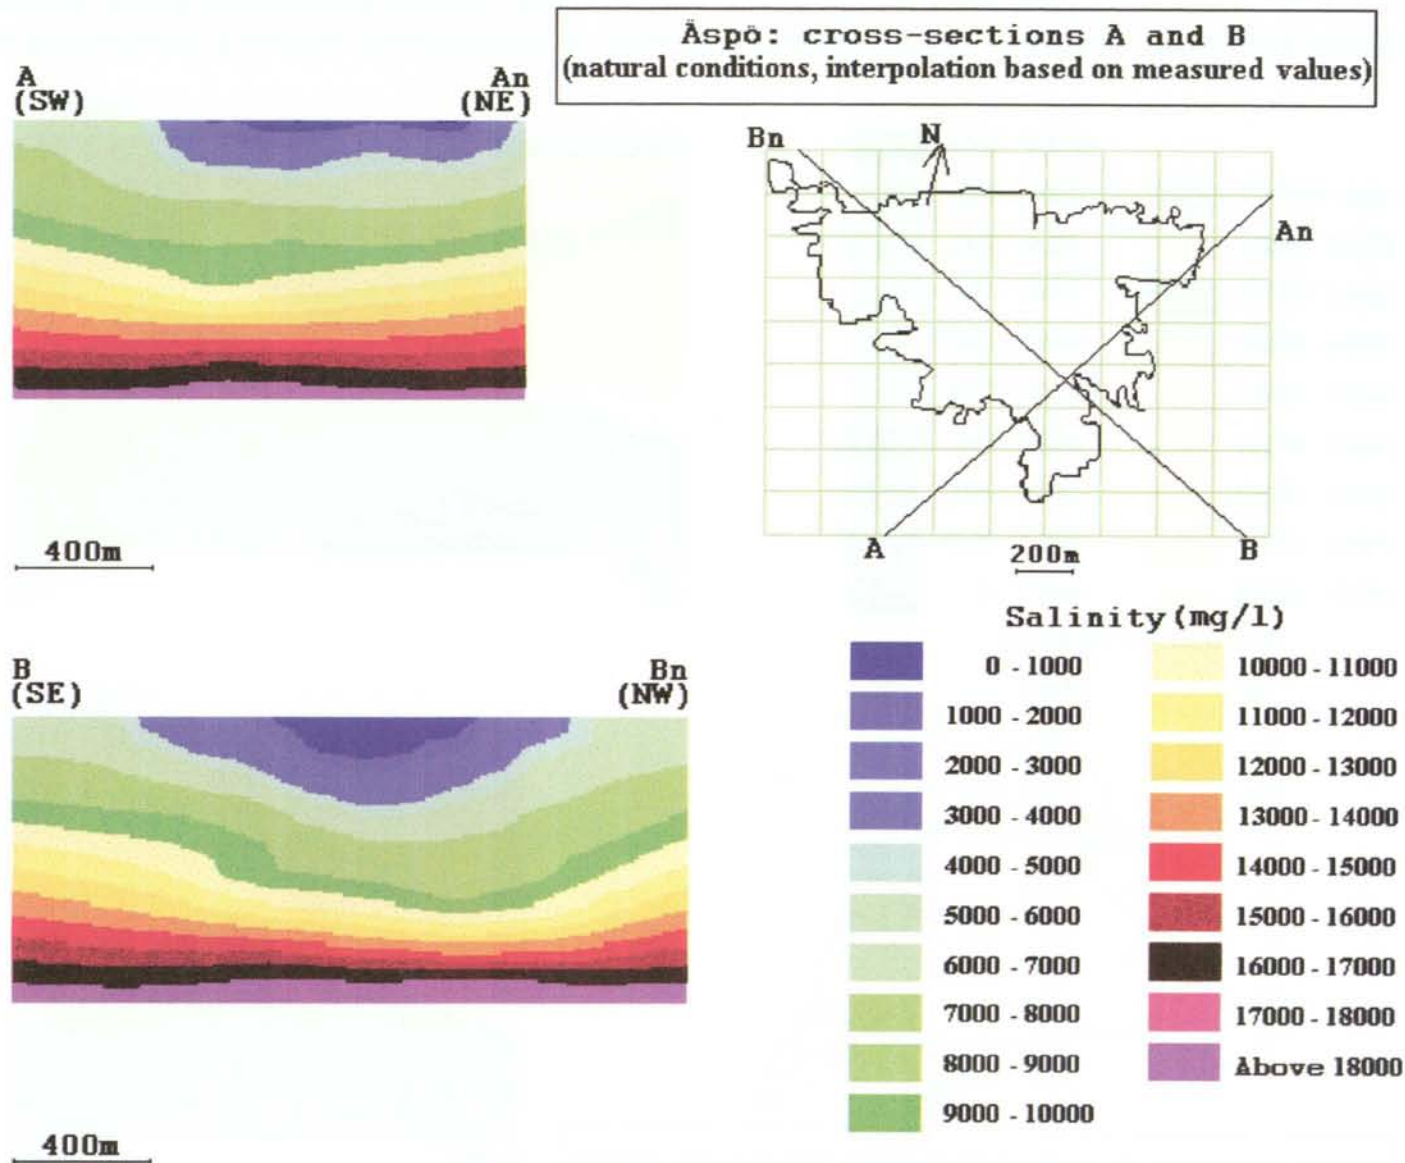 Äspö: cross-sections A and B
(natural conditions, interpolation based on measured values)
A An
(SW) (NE)
400m
Bn
N
An
A
B
200m
B Bn
(SE) (NW)
400m
Salinity(mg/l)
0 - 1000
1000 - 2000
2000 - 3000
3000 - 4000
4000 - 5000
5000 - 6000
6000 - 7000
7000 - 8000
8000 - 9000
9000 - 10000
10000 - 11000
11000 - 12000
12000 - 13000
13000 - 14000
14000 - 15000
15000 - 16000
16000 - 17000
17000 - 18000
Above 18000